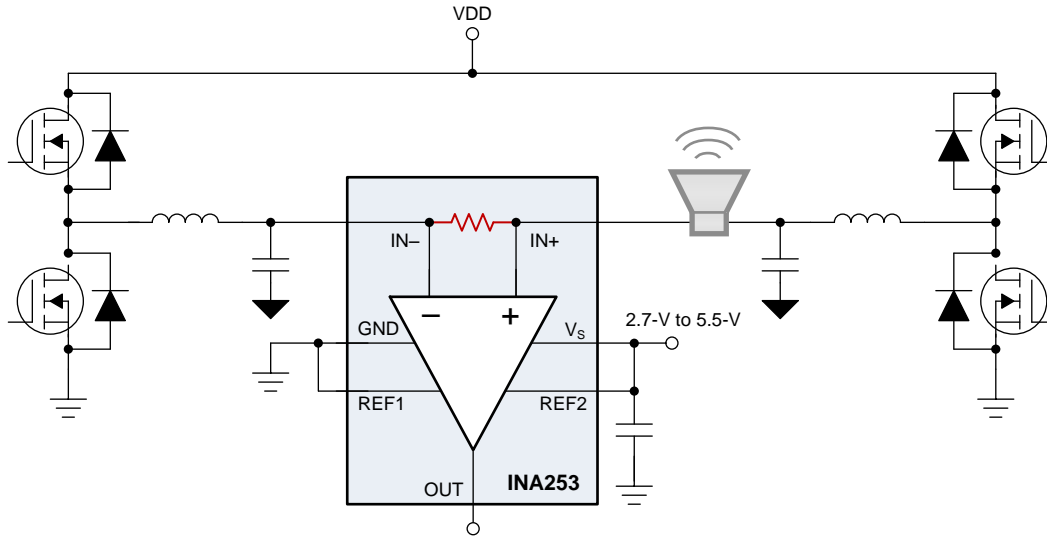 VDD
IN–
IN+
GND
VS
2.7-V to 5.5-V
REF1
REF2
OUT
INA253